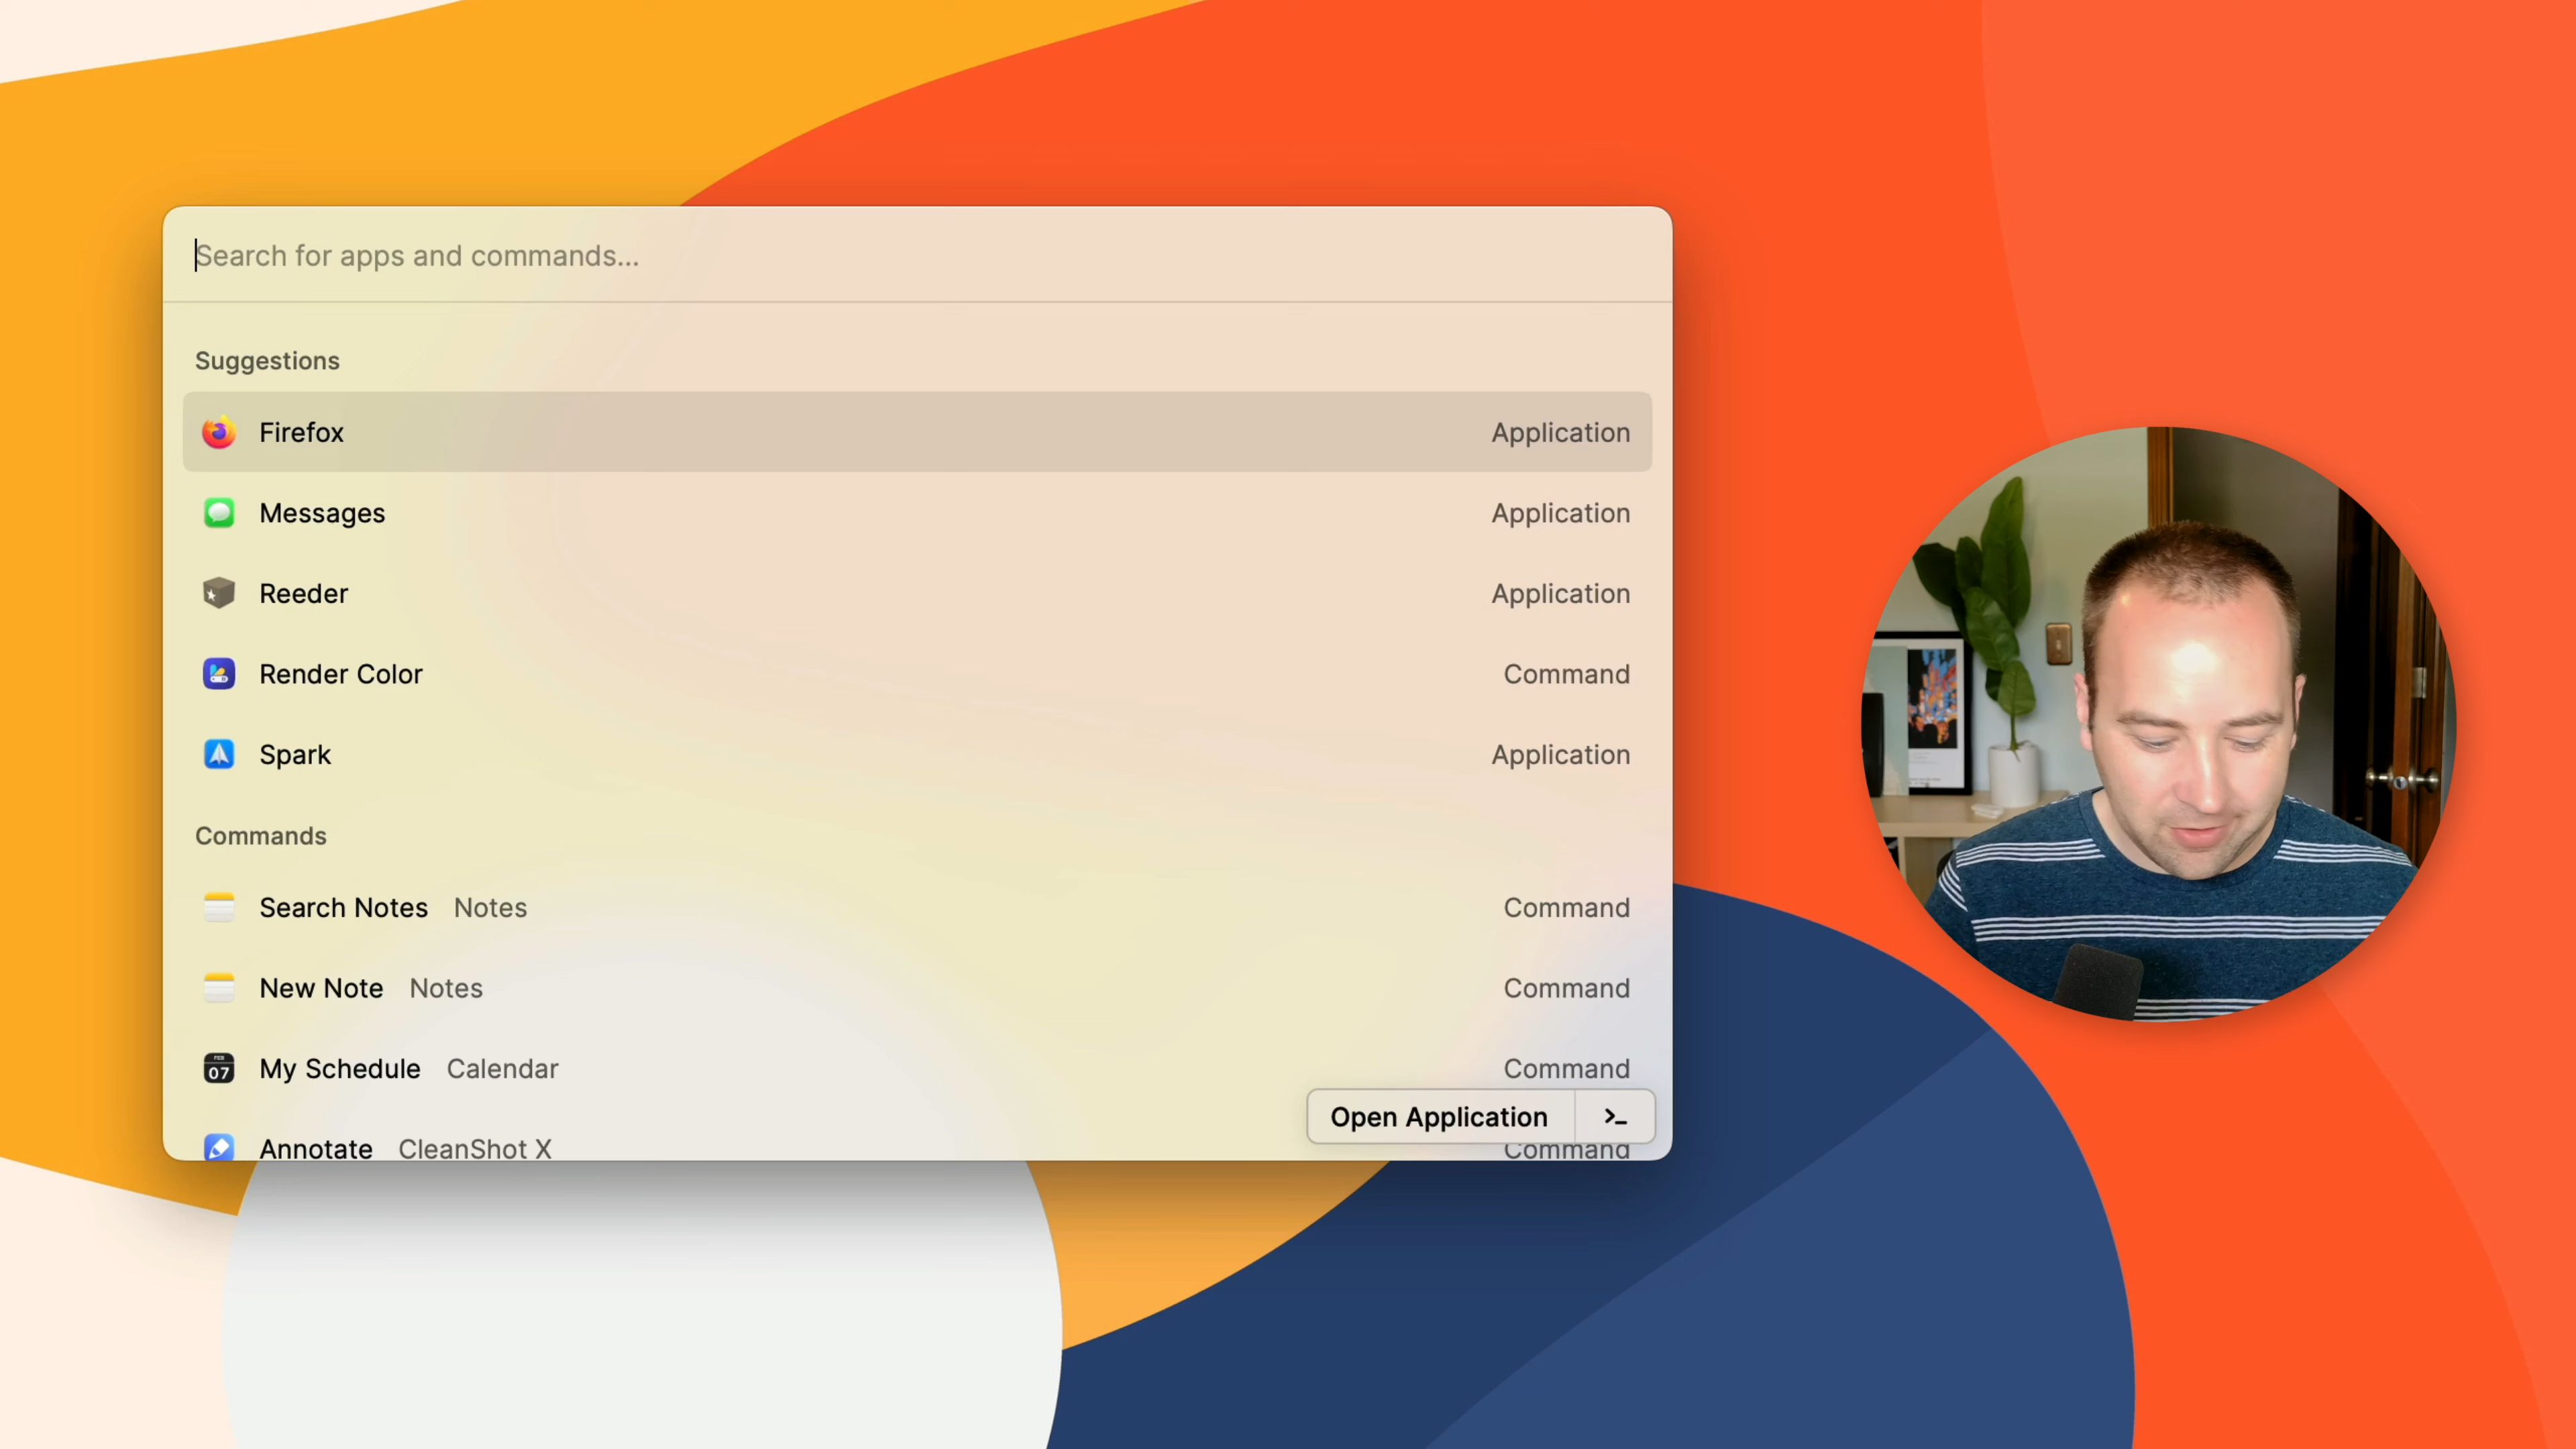 Search for apps and commands...
Suggestions
Firefox Application
Messages Application
Reeder Application
Render Color Command
Spark Application
Commands
Search Notes Notes Command
New Note Notes Command
FEB
07 My Schedule Calendar Command
Open Application >_
Annotate CleanShot X Command